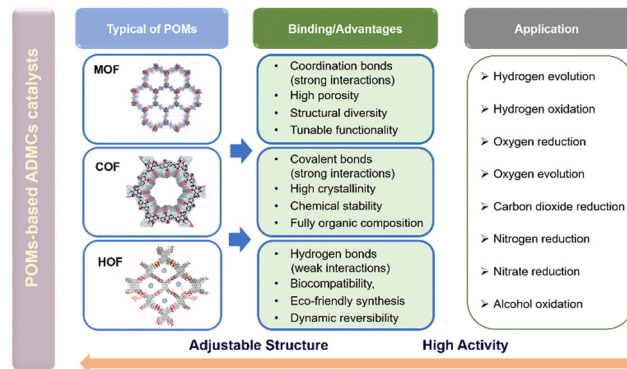 POMs-based ADMCs catalysts
Typical of POMs
MOF
COF
HOF
Binding/Advantages
• Coordination bonds
(strong interactions)
• High porosity
• Structural diversity
• Tunable functionality
• Covalent bonds
(strong interactions)
• High crystallinity
• Chemical stability
• Fully organic composition
• Hydrogen bonds
(weak interactions)
• Biocompatibility,
• Eco-friendly synthesis
• Dynamic reversibility
Application
➢ Hydrogen evolution
➢ Hydrogen oxidation
➢ Oxygen reduction
➢ Oxygen evolution
➢ Carbon dioxide reduction
➢ Nitrogen reduction
➢ Nitrate reduction
➢ Alcohol oxidation
Adjustable Structure
High Activity